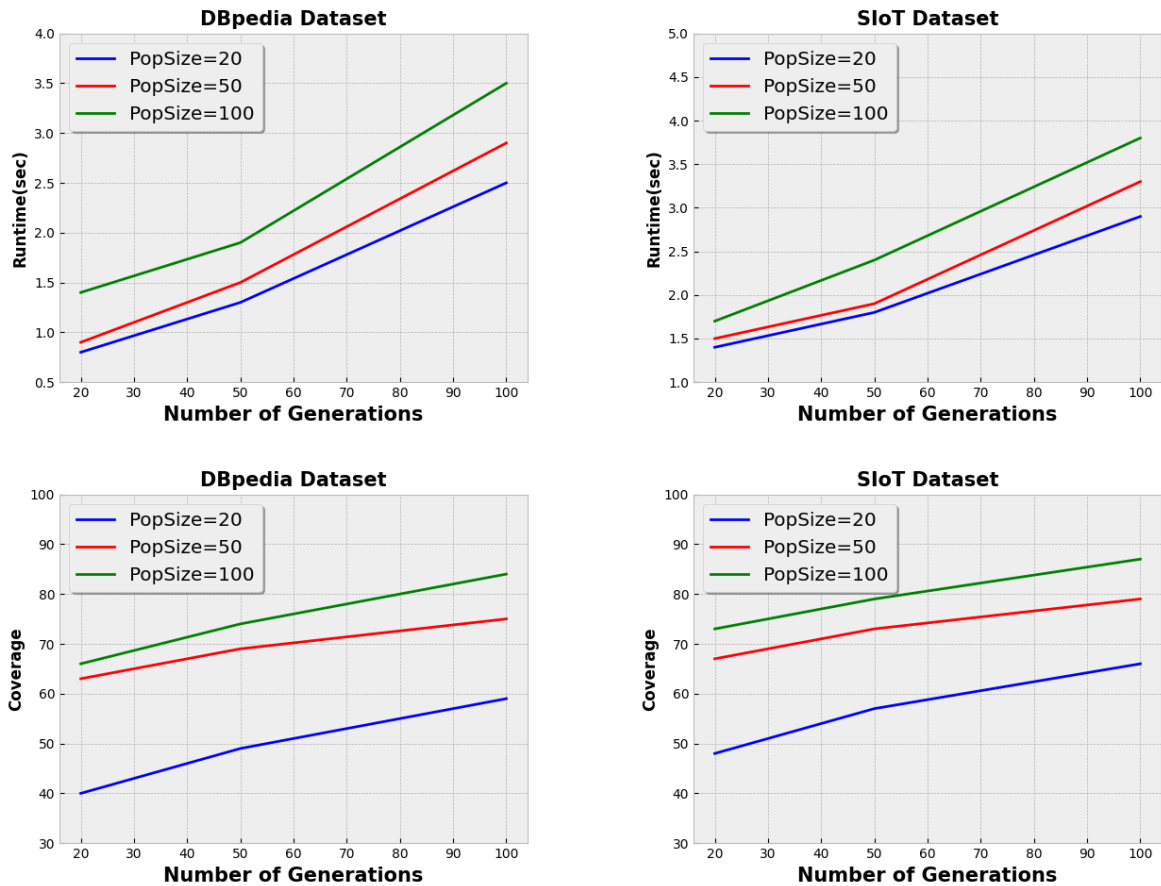 DBpedia Dataset
4.0
3.5
3.0
2.5
2.0
1.5
1.0
0.5
Runtime(sec)
PopSize=20
PopSize=50
PopSize=100
20 30 40 50 60 70 80 90 100
Number of Generations
SIoT Dataset
5.0
4.5
4.0
3.5
3.0
2.5
2.0
1.5
1.0
Runtime(sec)
PopSize=20
PopSize=50
PopSize=100
20 30 40 50 60 70 80 90 100
Number of Generations
DBpedia Dataset
100
90
80
70
60
50
40
30
Coverage
PopSize=20
PopSize=50
PopSize=100
20 30 40 50 60 70 80 90 100
Number of Generations
SIoT Dataset
100
90
80
70
60
50
40
30
Coverage
PopSize=20
PopSize=50
PopSize=100
20 30 40 50 60 70 80 90 100
Number of Generations